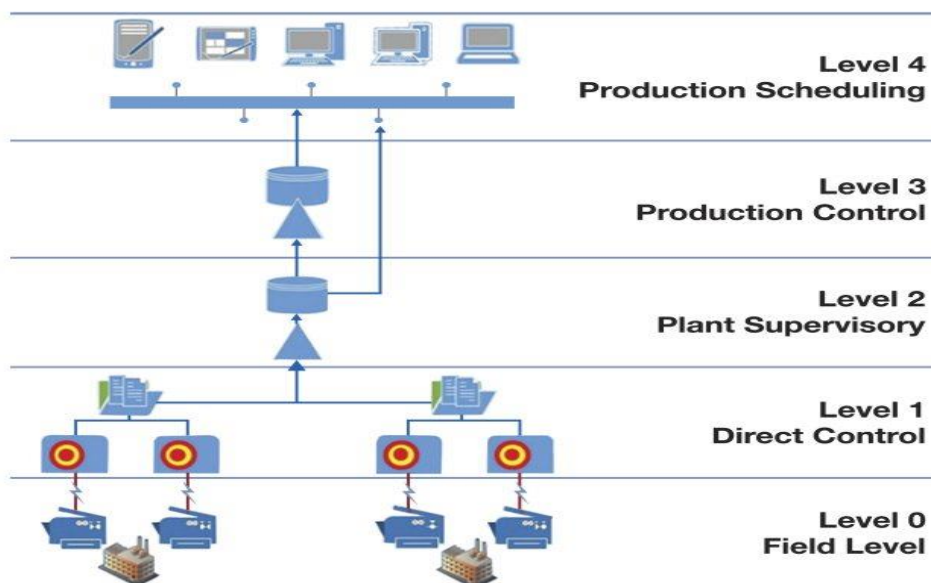 Level 4
Production Scheduling
Level 3
Production Control
Level 2
Plant Supervisory
Level 1
Direct Control
Level 0
Field Level